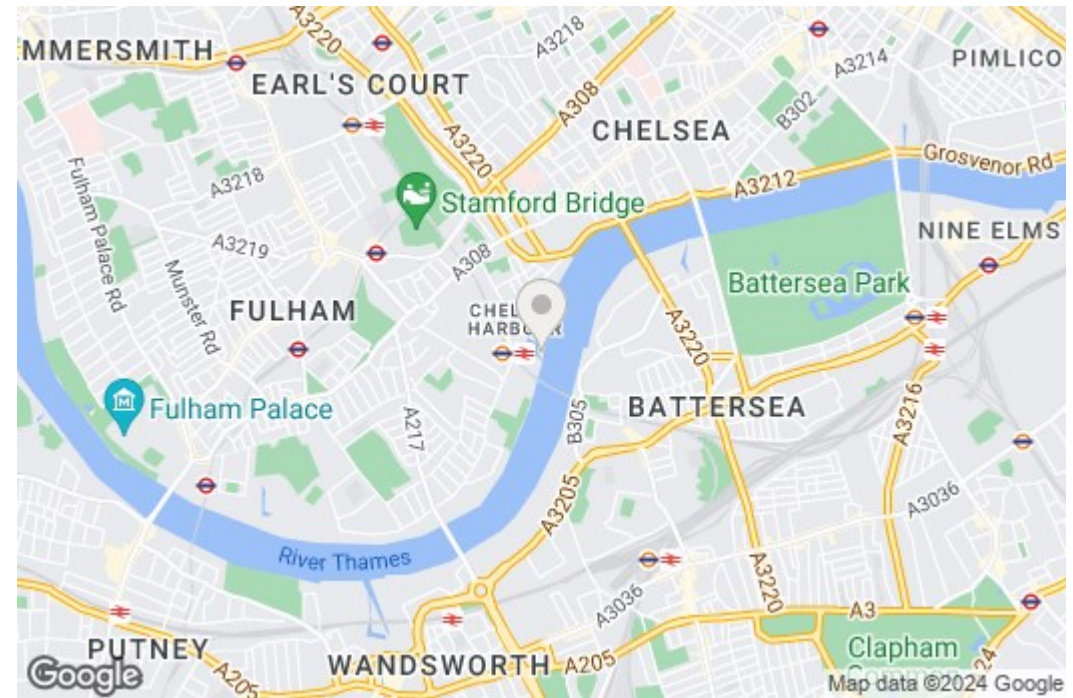 A3220
A3218
MMERSMITH
PIMLICO
EARL'S COURT
A3214
A308
B302
CHELSEA
A3220
Grosvenor Rd
A3218
A3212
Fulham Palace Rd
Stamford Bridge
NINE ELMS
A3219
A308
Munster Rd
Battersea Park
FULHAM
CHEL
HARBO R
A3220
Fulham Palace
A217
B305
BATTERSEA
A3216
A3205
A3036
River Thames
A3036
A3220
A3
PUTNEY
WANDSWORTH
A205
A205
Clapham
24
Google
Map data ©2024 Google